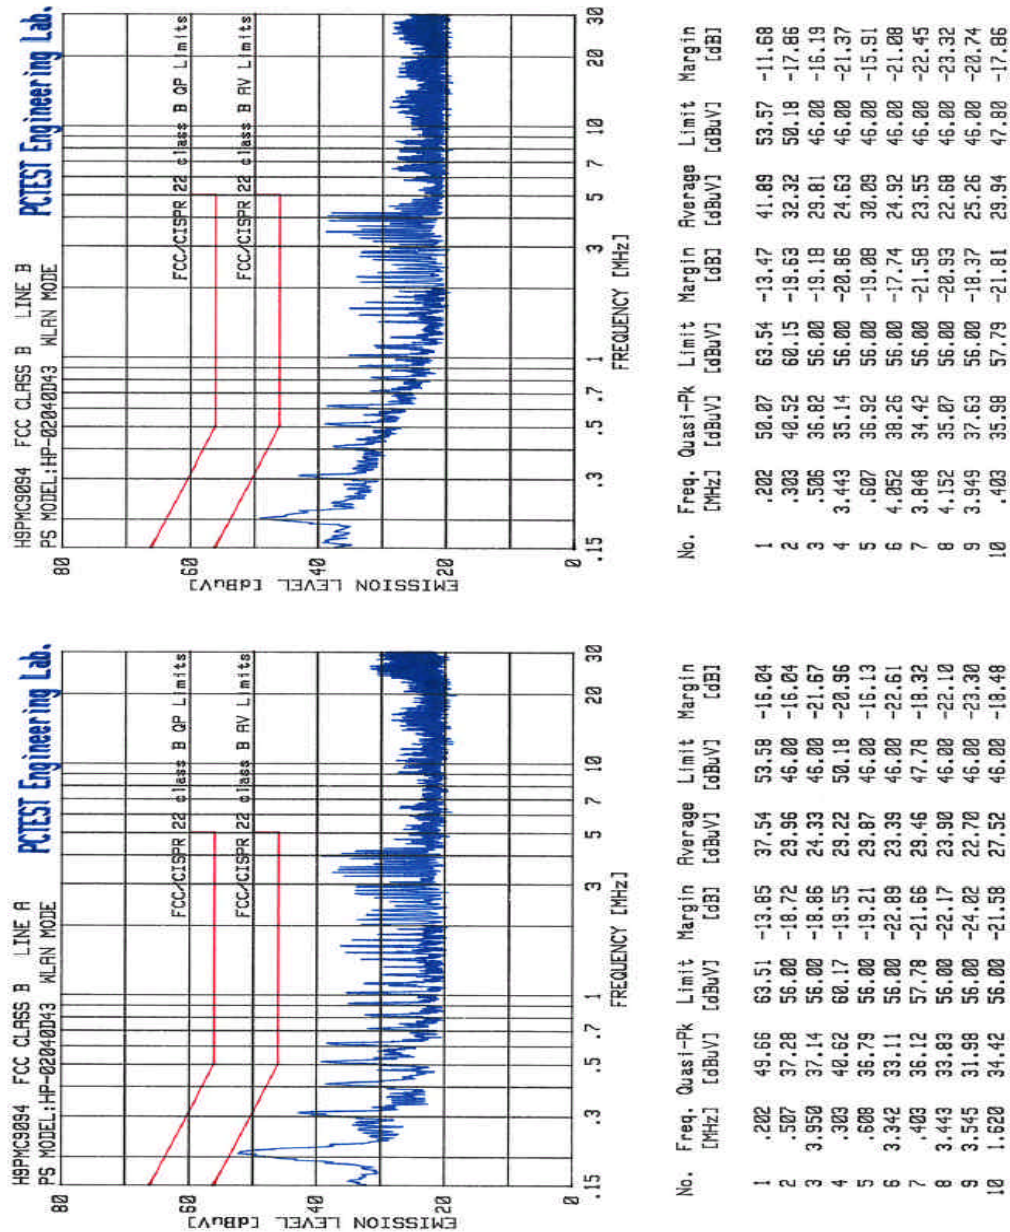 H9PMC9094 FCC CLASS B LINE A
PS MODEL:HP-02040D43 WLAN MODE
PCTEST Engineering Lab.
80
60
40
20
0
EMISSION LEVEL [dBuV]
FCC/CISPR 22 class B QP Limits
FCC/CISPR 22 class B AV Limits
.15
.3
.5
.7
1
3
5
7
10
20
30
FREQUENCY [MHz]
No. Freq. Quasi-Pk Limit Margin Average Limit Margin
[MHz] [dBuV] [dBuV] [dB] [dBuV] [dBuV] [dB]
1 .202 49.66 63.51 -13.85 37.54 53.58 -16.04
2 .507 37.28 56.00 -18.72 29.96 46.00 -16.04
3 3.950 37.14 56.00 -18.86 24.33 46.00 -21.67
4 .303 40.62 60.17 -19.55 29.22 50.18 -20.96
5 .608 36.79 56.00 -19.21 29.87 46.00 -16.13
6 3.342 33.11 56.00 -22.89 23.39 46.00 -22.61
7 .403 36.12 57.78 -21.66 29.46 47.78 -18.32
8 3.443 33.83 56.00 -22.17 23.90 46.00 -22.10
9 3.545 31.98 56.00 -24.02 22.70 46.00 -23.30
10 1.620 34.42 56.00 -21.58 27.52 46.00 -18.48
H9PMC9094 FCC CLASS B LINE B
PS MODEL:HP-02040D43 WLAN MODE
PCTEST Engineering Lab.
80
60
40
20
0
EMISSION LEVEL [dBuV]
FCC/CISPR 22 class B QP Limits
FCC/CISPR 22 class B AV Limits
.15
.3
.5
.7
1
3
5
7
10
20
30
FREQUENCY [MHz]
No. Freq. Quasi-Pk Limit Margin Average Limit Margin
[MHz] [dBuV] [dBuV] [dB] [dBuV] [dBuV] [dB]
1 .202 50.07 63.54 -13.47 41.89 53.57 -11.68
2 .303 40.52 60.15 -19.63 32.32 50.18 -17.86
3 .506 36.82 56.00 -19.18 29.81 46.00 -16.19
4 3.443 35.14 56.00 -20.86 24.63 46.00 -21.37
5 .607 36.92 56.00 -19.08 30.09 46.00 -15.91
6 4.052 38.26 56.00 -17.74 24.92 46.00 -21.08
7 3.848 34.42 56.00 -21.58 23.55 46.00 -22.45
8 4.152 35.07 56.00 -20.93 22.68 46.00 -23.32
9 3.949 37.63 56.00 -18.37 25.26 46.00 -20.74
10 .403 35.98 57.79 -21.81 29.94 47.80 -17.86